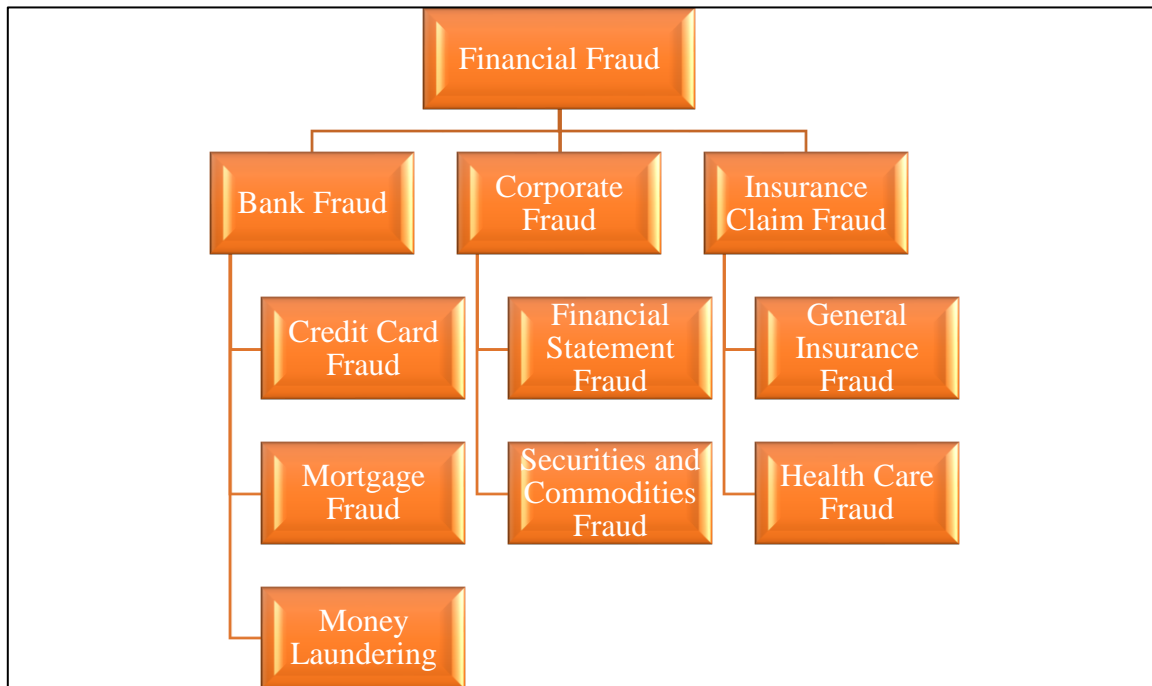 Financial Fraud
Bank Fraud
Corporate
Fraud
Insurance
Claim Fraud
Credit Card
Fraud
Mortgage
Fraud
Money
Laundering
Financial
Statement
Fraud
Securities and
Commodities
Fraud
General
Insurance
Fraud
Health Care
Fraud